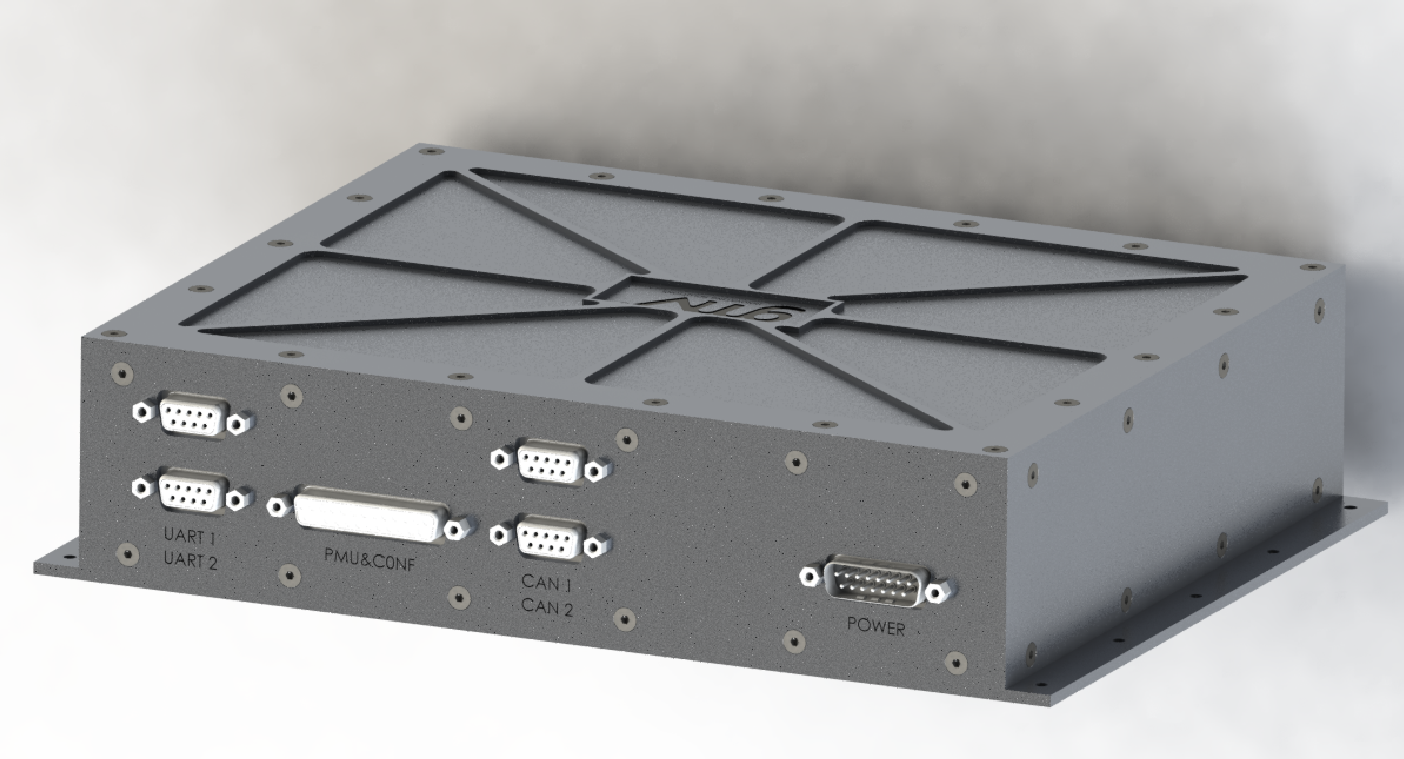 UART 1
UART 2
PMU&CONF
CAN 1
CAN 2
POWER